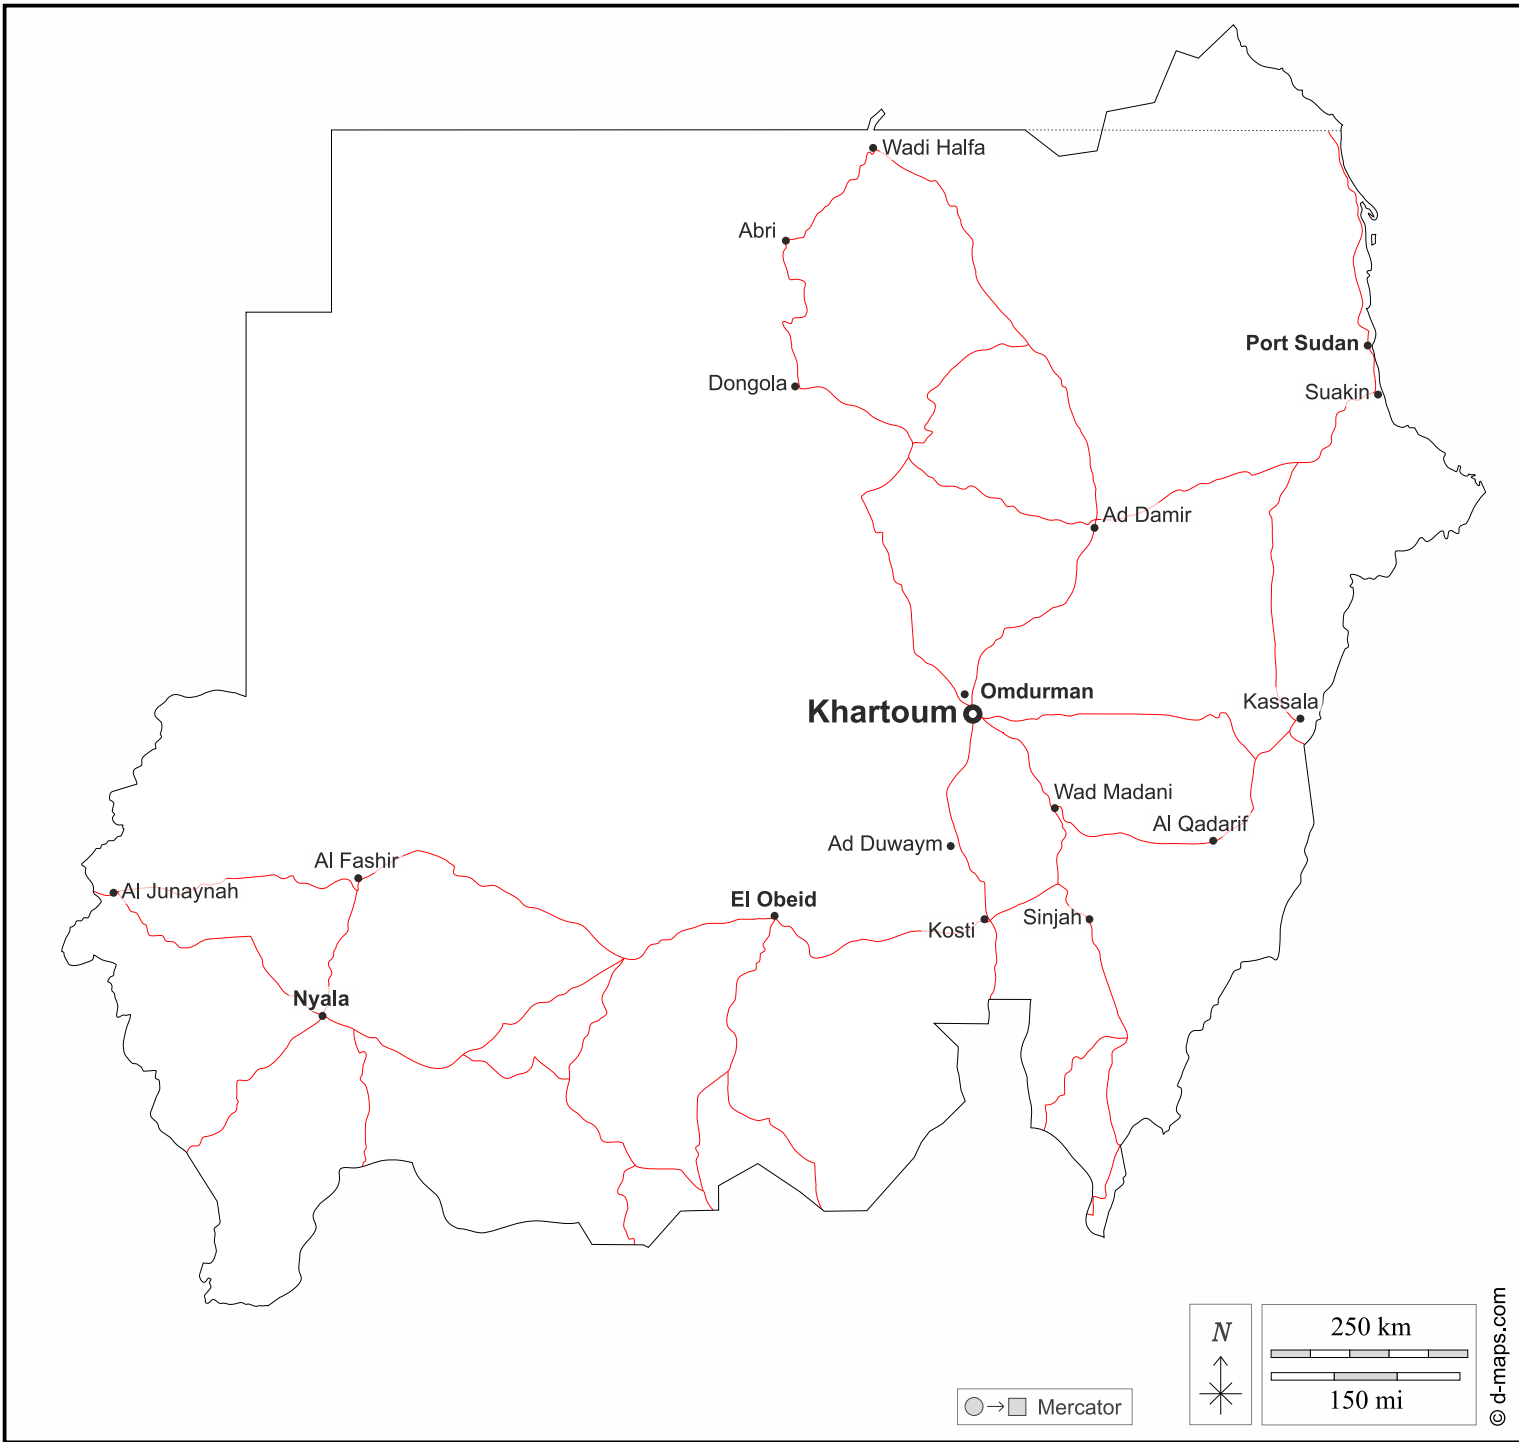 Wadi Halfa
Abri
Port Sudan
Dongola
Suakin
Ad Damir
Omdurman
Kassala
Khartoum
Wad Madani
Al Qadarif
Ad Duwaym
Al Fashir
Al Junaynah
El Obeid
Sinjah
Kosti
Nyala
N
250 km
150 mi
Mercator
© d-maps.com